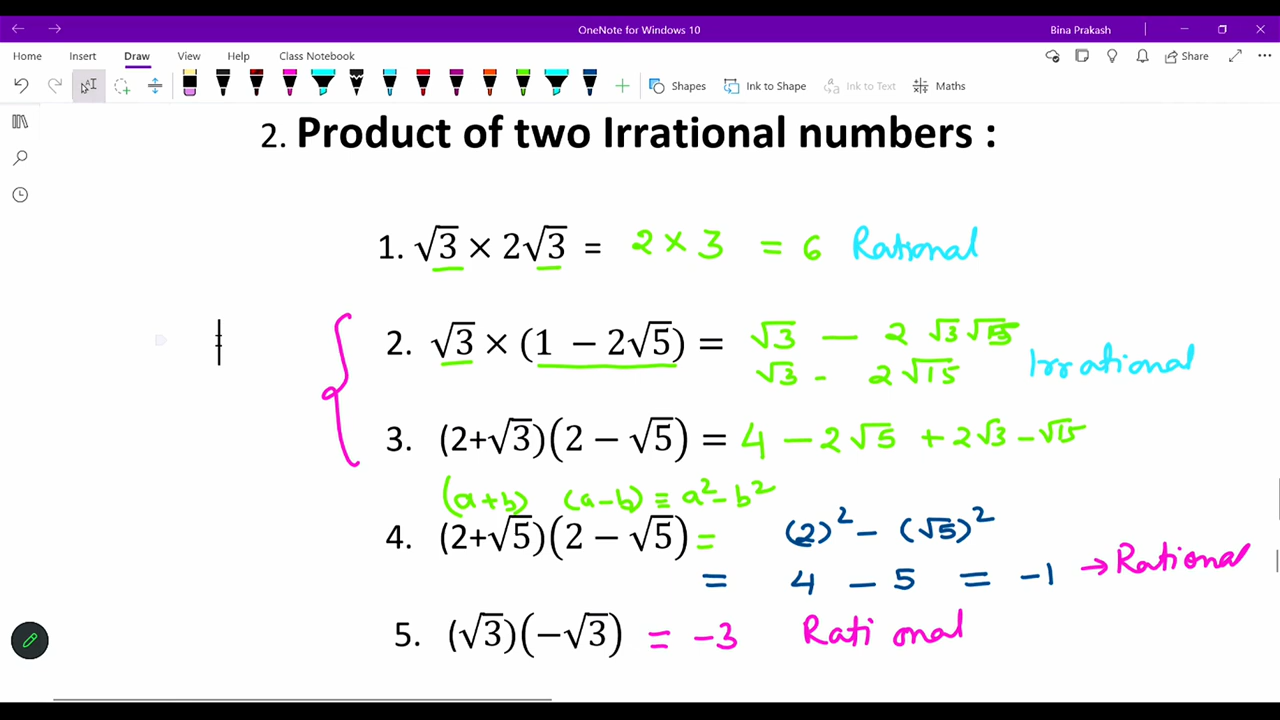 OneNote for Windows 10
Bina Prakash
Home Insert Draw View Help Class Notebook
Share
Shapes Ink to Shape Ink to Text Maths
2. Product of two Irrational numbers :
1. √3 × 2√3 = 2 × 3 = 6 Rational
2. √3 × (1 − 2√5) = √3 − 2 √3 √5
√3 - 2√15 Irrational
3. (2+√3)(2 − √5) = 4 − 2√5 + 2√3 − √15
(a+b) (a-b) = a² - b²
4. (2+√5)(2 − √5) = (2)² − (√5)²
= 4 − 5 = −1 → Rational
5. (√3)(−√3) = −3 Rational